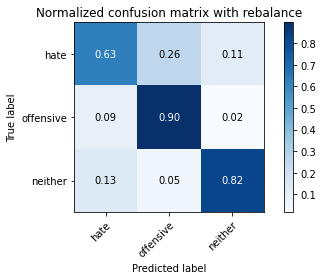 Normalized confusion matrix with rebalance
True label
hate
offensive
neither
0.63 0.26 0.11
0.09 0.90 0.02
0.13 0.05 0.82
hate
offensive
neither
Predicted label
0.8
0.7
0.6
0.5
0.4
0.3
0.2
0.1